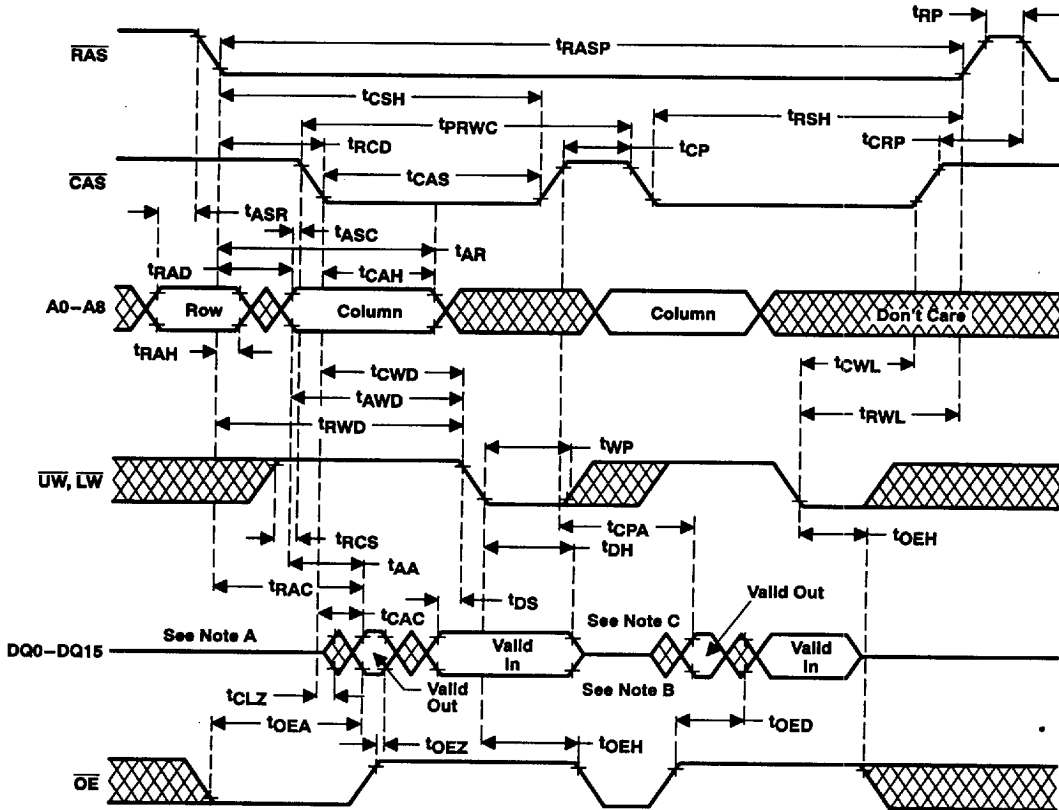 tRP
RAS
tRASP
tCSH
tPRWC
tRSH
tRCD
tCP
tCRP
CAS
tCAS
tASR
tASC
tAR
tRAD
tCAH
A0–A8
Row
Column
Column
Don't Care
tRAH
tCWD
tCWL
tAWD
tRWD
tRWL
tWP
UW, LW
tCPA
tOEH
tRCS
tDH
tAA
tRAC
tDS
Valid Out
tCAC
See Note A
See Note C
DQ0–DQ15
Valid
In
Valid
In
Valid
Out
See Note B
tCLZ
tOEA
tOEZ
tOEH
tOED
OE